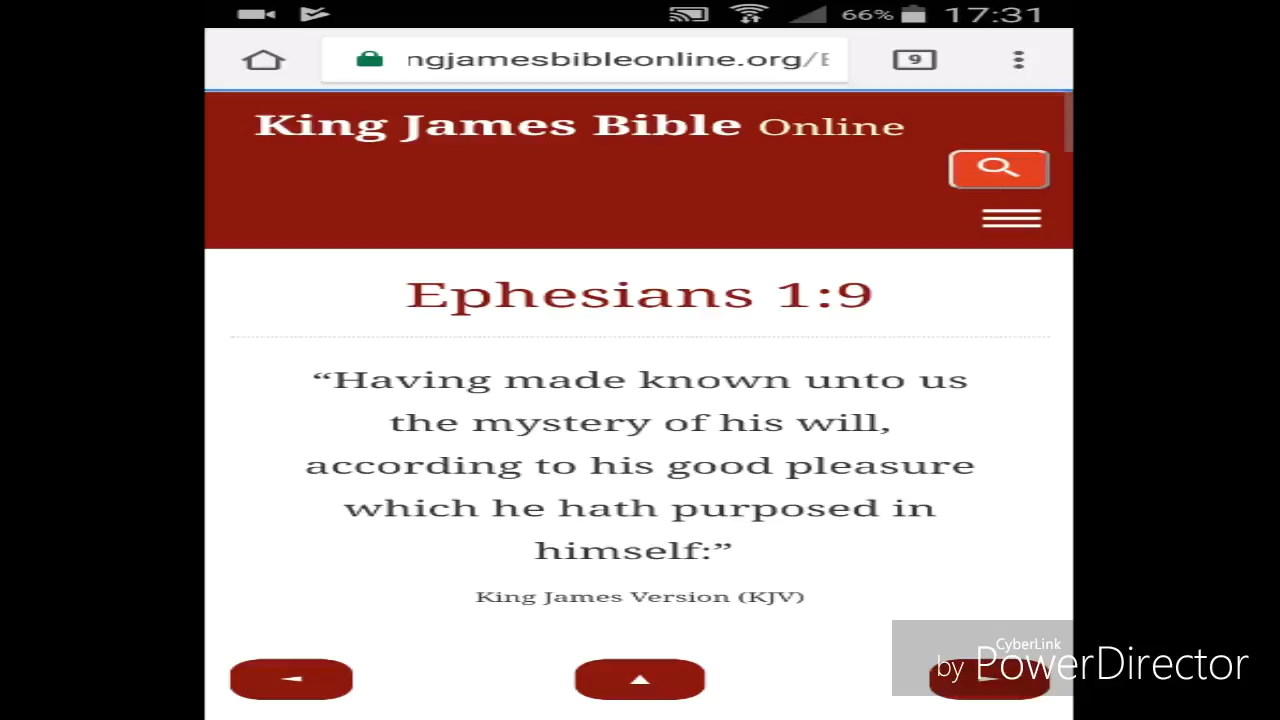 66% 17:31
ngjamesbibleonline.org/E
9
King James Bible Online
Ephesians 1:9
“Having made known unto us
the mystery of his will,
according to his good pleasure
which he hath purposed in
himself:”
King James Version (KJV)
CyberLink
by PowerDirector